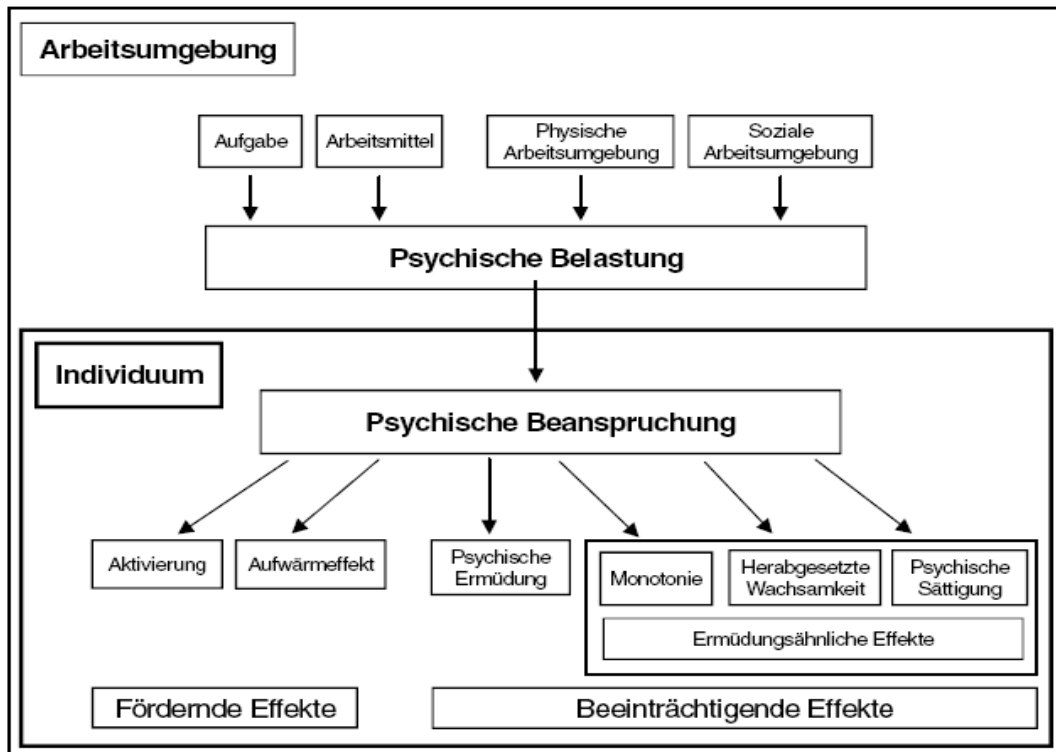 Arbeitsumgebung
Aufgabe
Arbeitsmittel
Physische
Arbeitsumgebung
Soziale
Arbeitsumgebung
Psychische Belastung
Individuum
Psychische Beanspruchung
Aktivierung
Aufwärmeffekt
Psychische
Ermüdung
Monotonie
Herabgesetzte
Wachsamkeit
Psychische
Sättigung
Ermüdungsähnliche Effekte
Fördernde Effekte
Beeinträchtigende Effekte